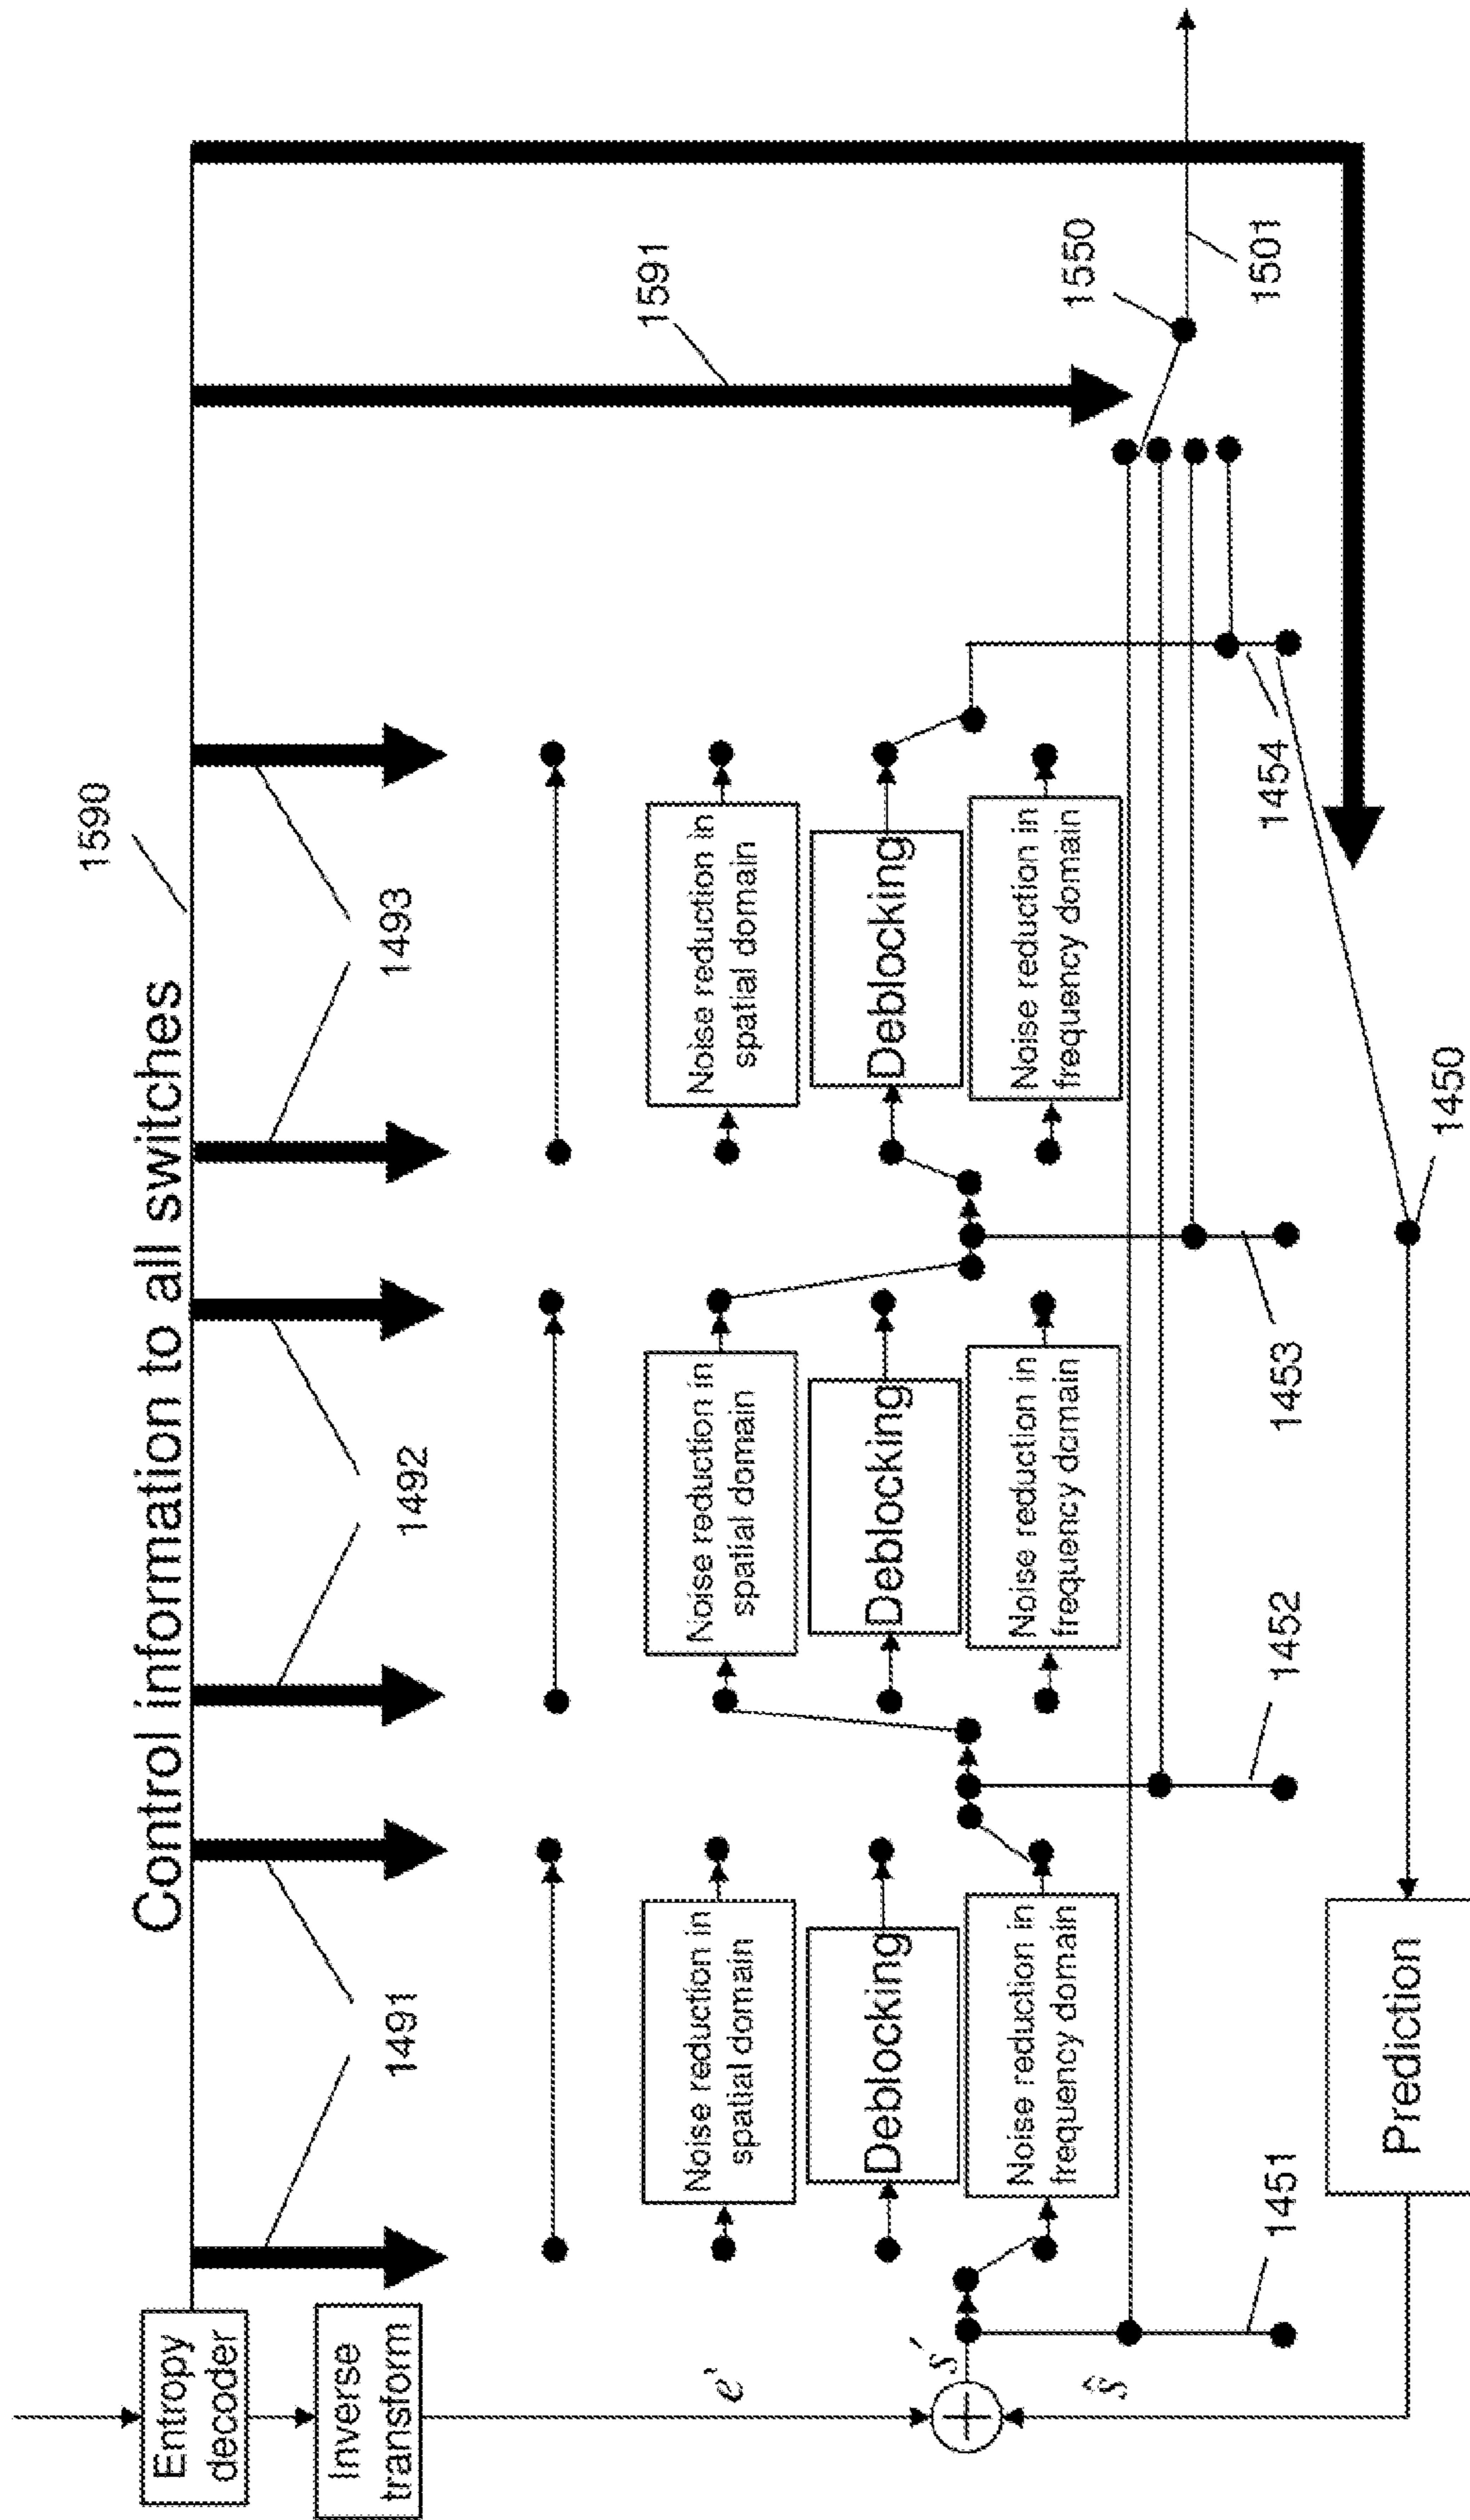 Control information to all switches
1590
Entropy
decoder
Inverse
transform
1491
1492
1493
1591
e'
Noise reduction in
spatial domain
Noise reduction in
spatial domain
Noise reduction in
spatial domain
Deblocking
Deblocking
Deblocking
Noise reduction in
frequency domain
Noise reduction in
frequency domain
Noise reduction in
frequency domain
s'
ŝ
1550
1501
1451
1452
1453
1454
1450
Prediction